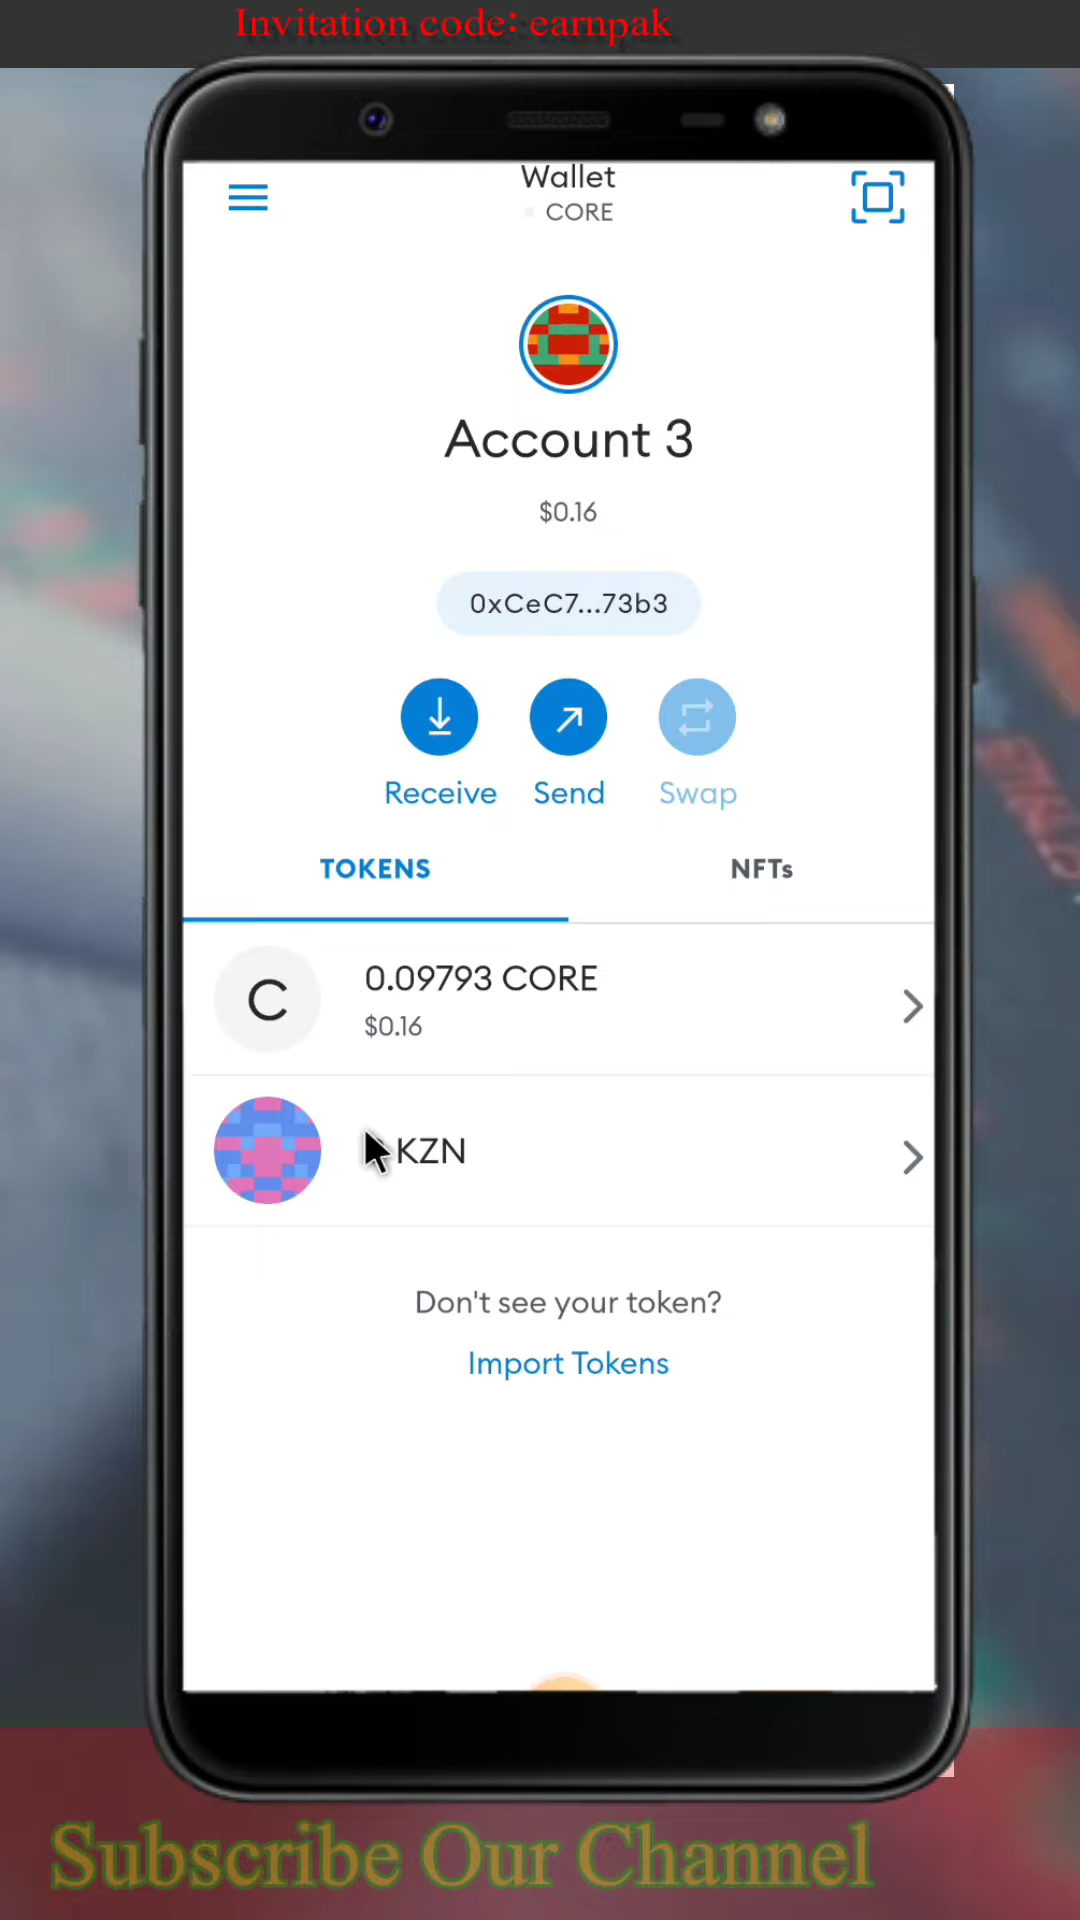 Invitation code: earnpak
Wallet
CORE
Account 3
$0.16
0xCeC7...73b3
Receive Send Swap
TOKENS NFTs
C
0.09793 CORE
$0.16
KZN
Don't see your token?
Import Tokens
Subscribe Our Channel